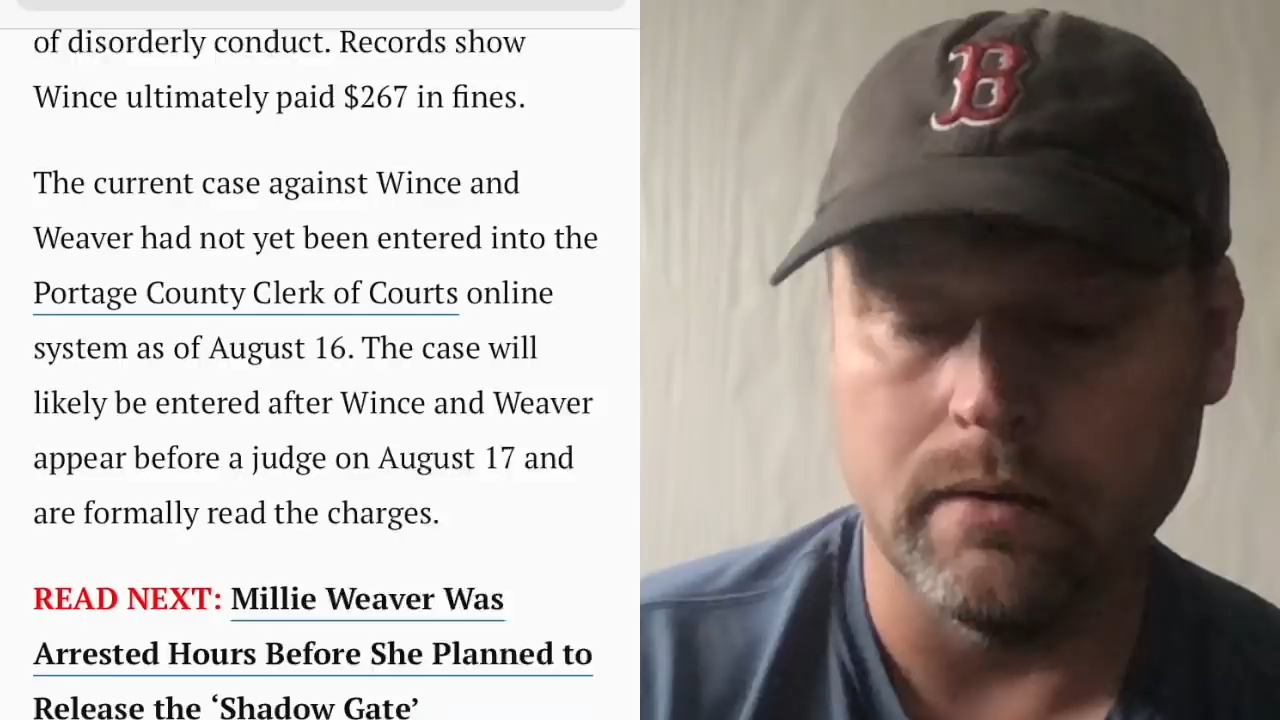 of disorderly conduct. Records show
Wince ultimately paid $267 in fines.
The current case against Wince and
Weaver had not yet been entered into the
Portage County Clerk of Courts online
system as of August 16. The case will
likely be entered after Wince and Weaver
appear before a judge on August 17 and
are formally read the charges.
READ NEXT: Millie Weaver Was
Arrested Hours Before She Planned to
Release the ‘Shadow Gate’
B